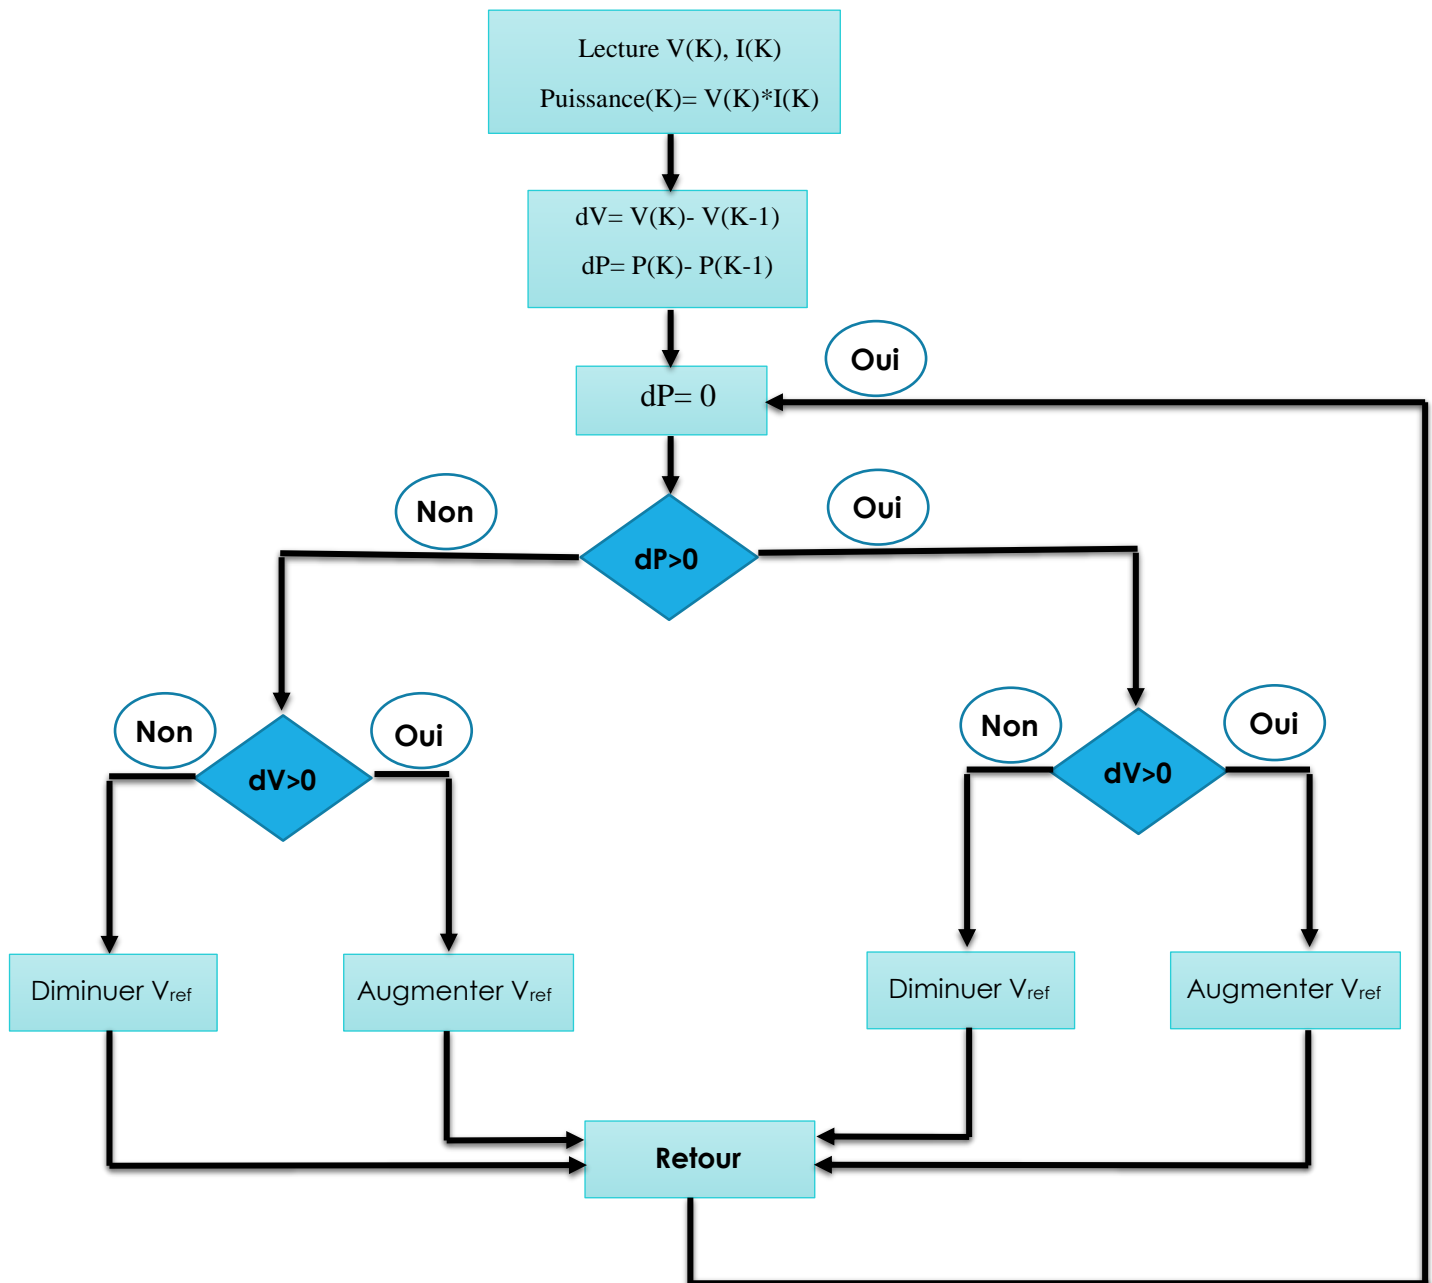 Lecture V(K), I(K)
Puissance(K)= V(K)*I(K)
dV= V(K)- V(K-1)
dP= P(K)- P(K-1)
Oui
dP= 0
Non
Oui
dP>0
Non
Oui
Non
Oui
dV>0
dV>0
Diminuer Vref
Augmenter Vref
Diminuer Vref
Augmenter Vref
Retour